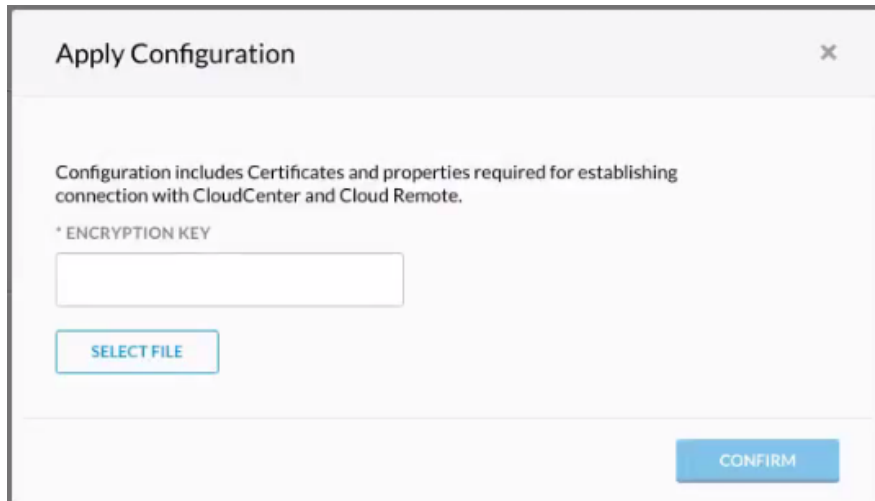 Apply Configuration
Configuration includes Certificates and properties required for establishing
connection with CloudCenter and Cloud Remote.
* ENCRYPTION KEY
SELECT FILE
CONFIRM